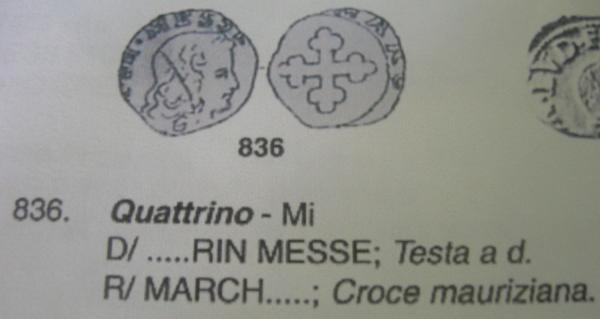 836
836. Quattrino - Mi
D/ .....RIN MESSE; Testa a d.
R/ MARCH.....; Croce mauriziana.